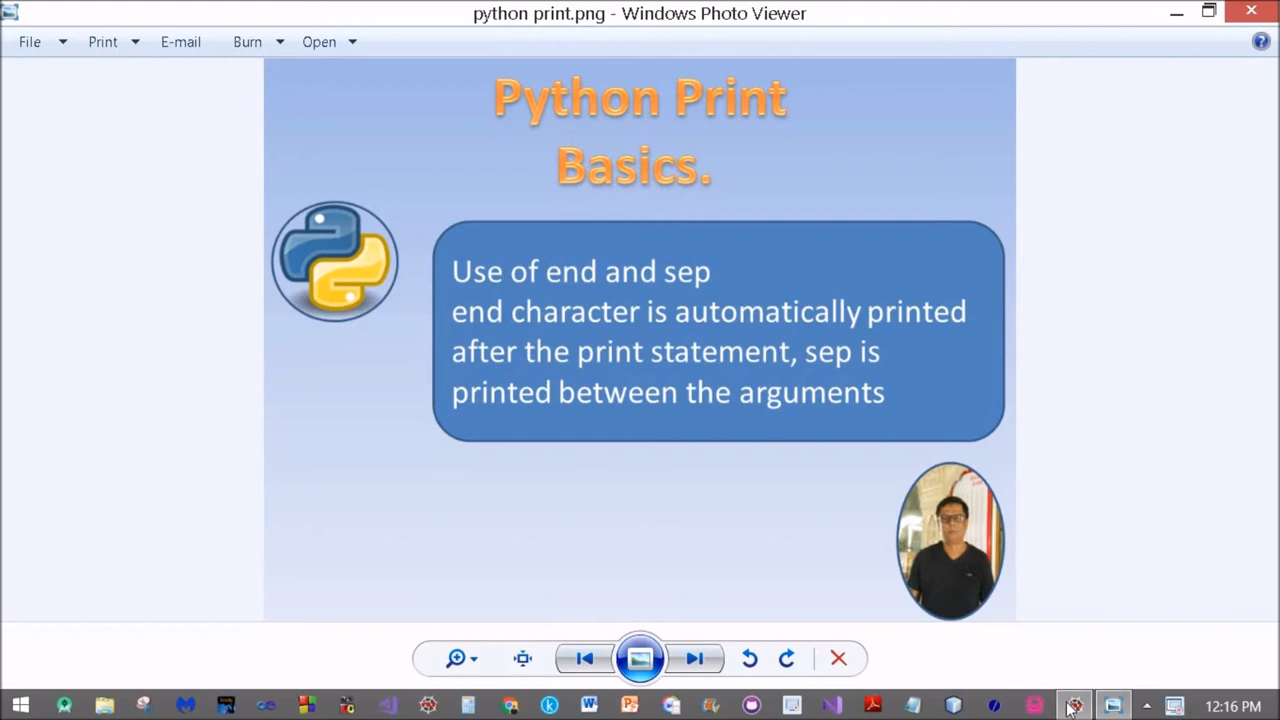 python print.png - Windows Photo Viewer
File Print E-mail Burn Open
Python Print
Basics.
Use of end and sep
end character is automatically printed
after the print statement, sep is
printed between the arguments
12:16 PM